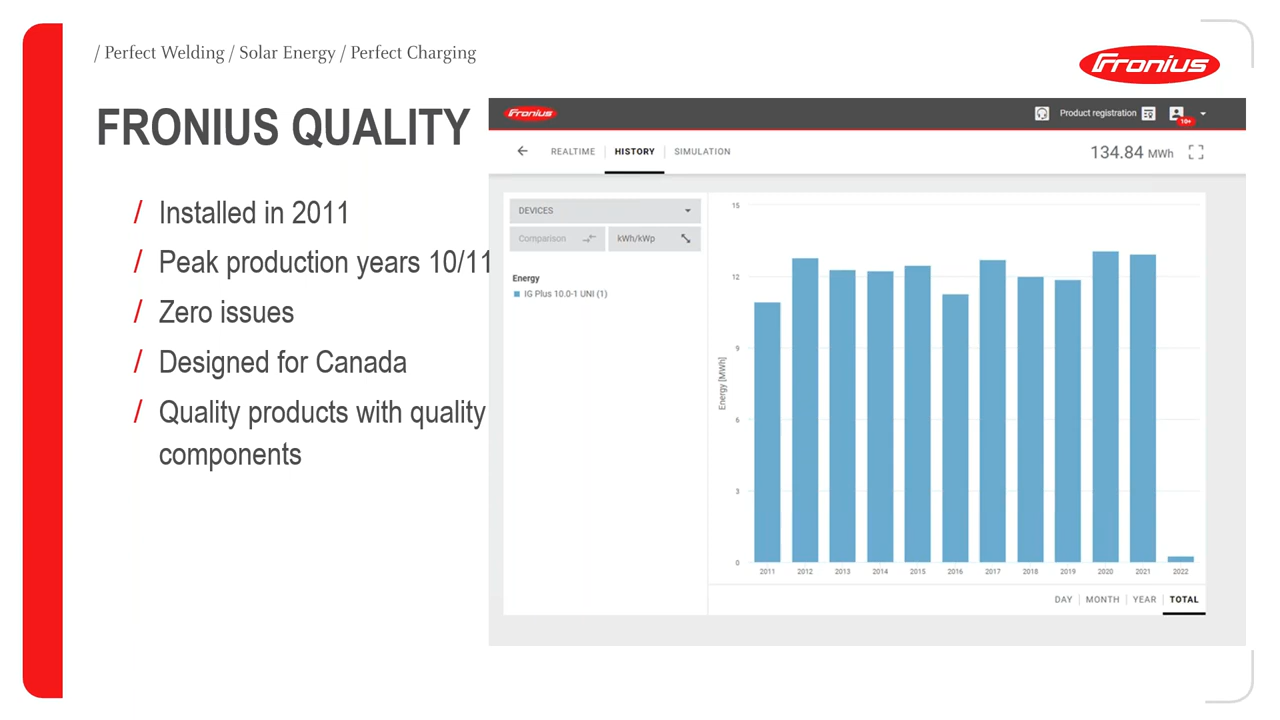 / Perfect Welding / Solar Energy / Perfect Charging
Fronius
FRONIUS QUALITY
/ Installed in 2011
/ Peak production years 10/11
/ Zero issues
/ Designed for Canada
/ Quality products with quality
components
Fronius
Product registration
10+
REALTIME HISTORY SIMULATION
134.84 MWh
DEVICES
Comparison
kWh/kWp
Energy
IG Plus 10.0-1 UNI (1)
Energy [MWh]
15
12
9
6
3
0
2011 2012 2013 2014 2015 2016 2017 2018 2019 2020 2021 2022
DAY MONTH YEAR TOTAL